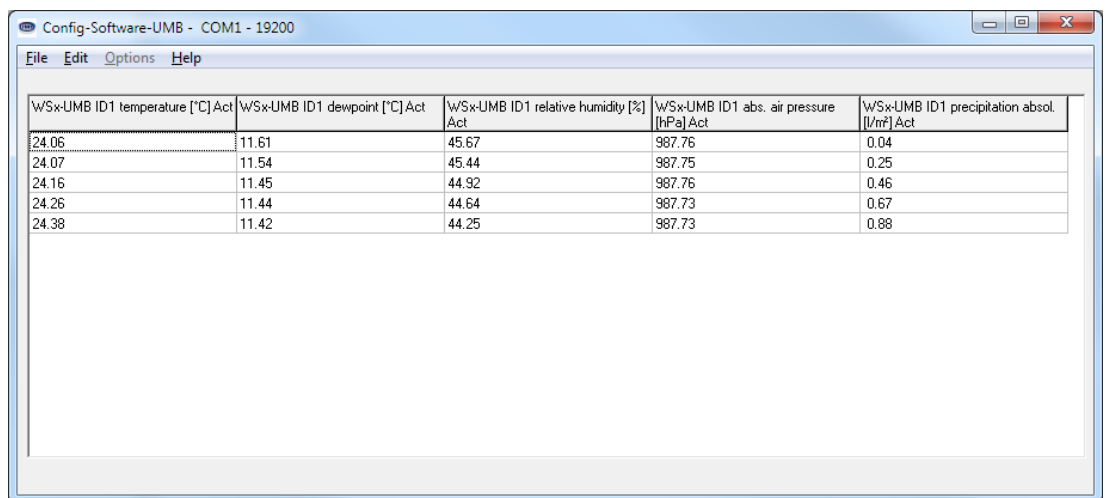 Config-Software-UMB - COM1 - 19200
File Edit Options Help
WSx-UMB ID1 temperature [°C] Act WSx-UMB ID1 dewpoint [°C] Act WSx-UMB ID1 relative humidity [%] Act WSx-UMB ID1 abs. air pressure [hPa] Act WSx-UMB ID1 precipitation absol. [l/m²] Act
24.06 11.61 45.67 987.76 0.04
24.07 11.54 45.44 987.75 0.25
24.16 11.45 44.92 987.76 0.46
24.26 11.44 44.64 987.73 0.67
24.38 11.42 44.25 987.73 0.88